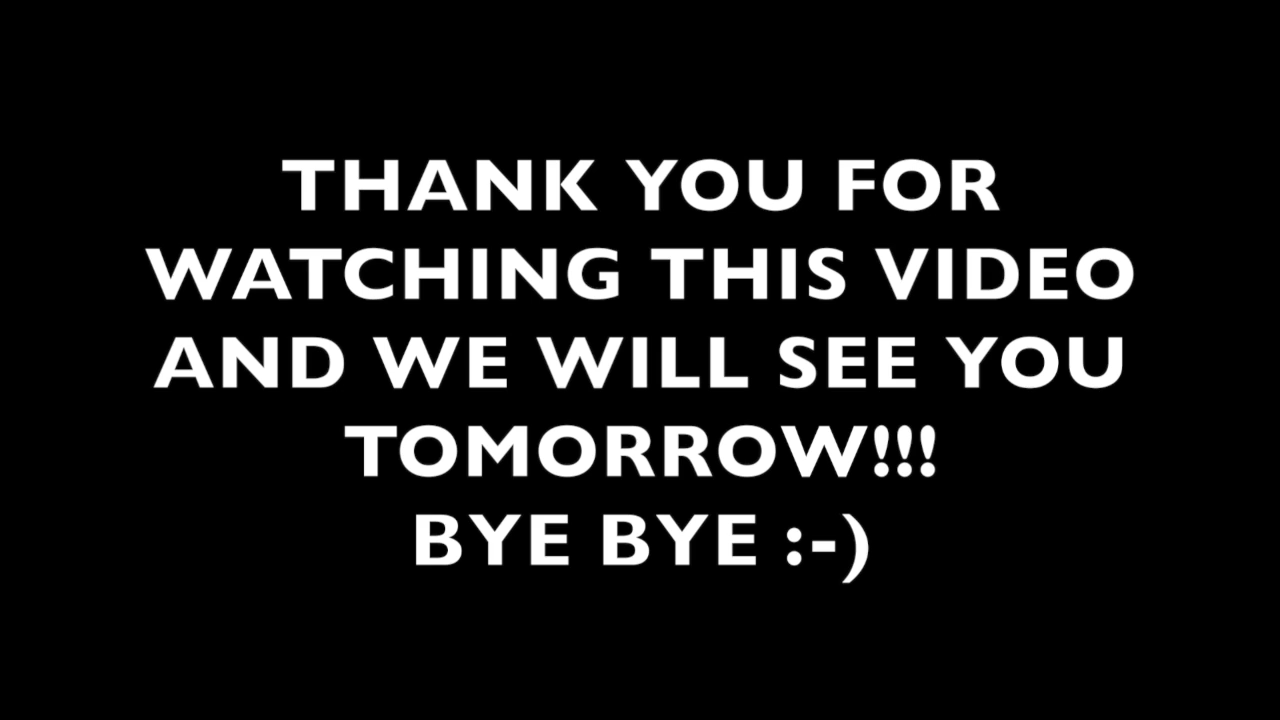 THANK YOU FOR
WATCHING THIS VIDEO
AND WE WILL SEE YOU
TOMORROW!!!
BYE BYE :-)